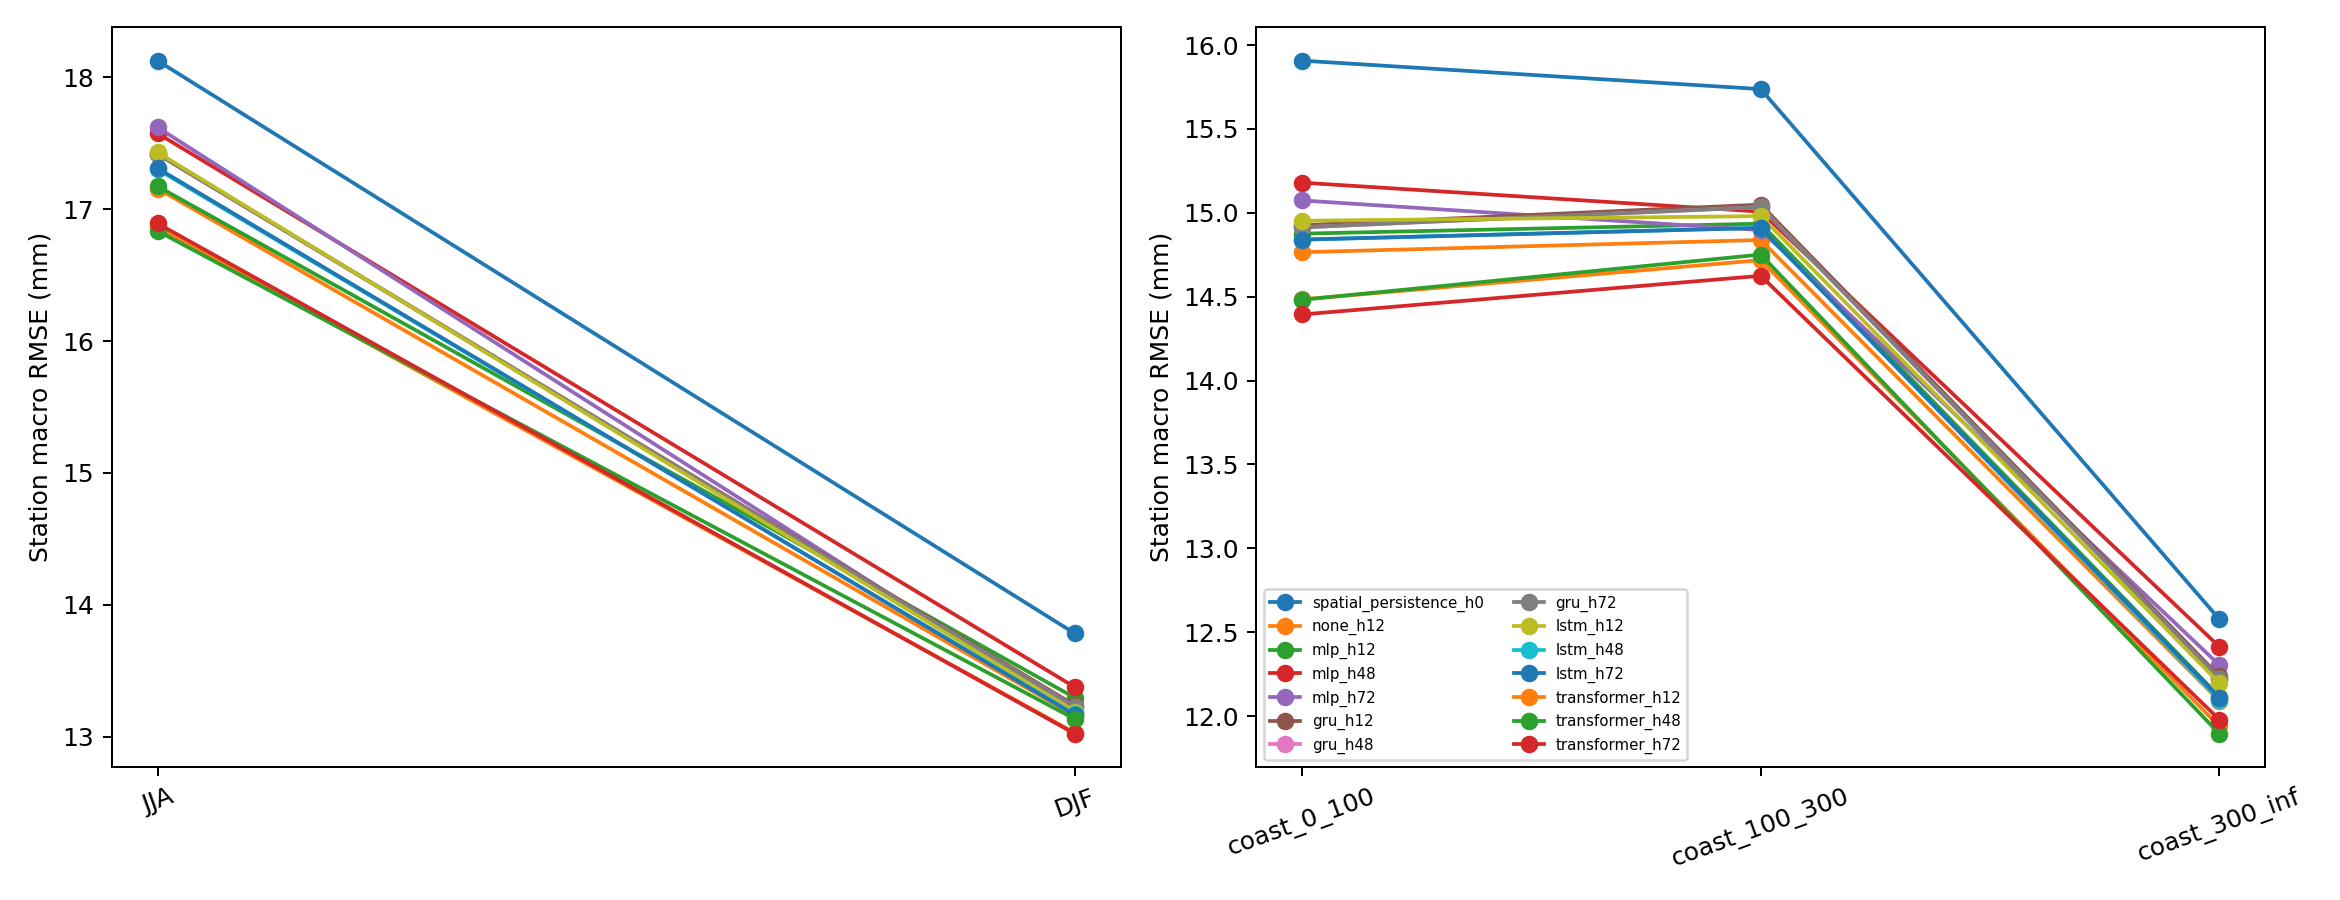 Station macro RMSE (mm)
18
17
16
15
14
13
JJA
DJF
Station macro RMSE (mm)
16.0
15.5
15.0
14.5
14.0
13.5
13.0
12.5
12.0
coast_0_100
coast_100_300
coast_300_inf
spatial_persistence_h0
none_h12
mlp_h12
mlp_h48
mlp_h72
gru_h12
gru_h48
gru_h72
lstm_h12
lstm_h48
lstm_h72
transformer_h12
transformer_h48
transformer_h72